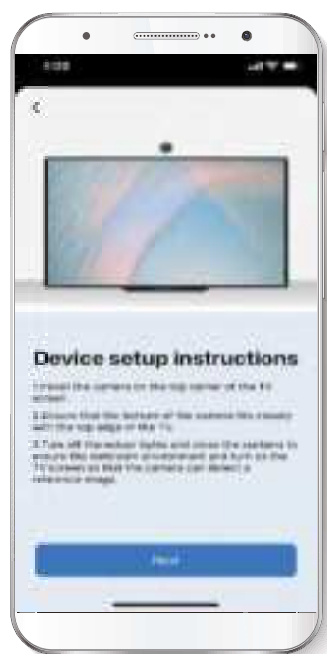 Device setup instructions
1.Install the camera on the top center of the TV
screen.
2.Ensure that the bottom of the camera fits closely
with the top edge of the TV.
3.Turn off the indoor lights and close the curtains to
ensure the
environment and turn on the
TV screen so that the camera can detect a
reference image.
Next